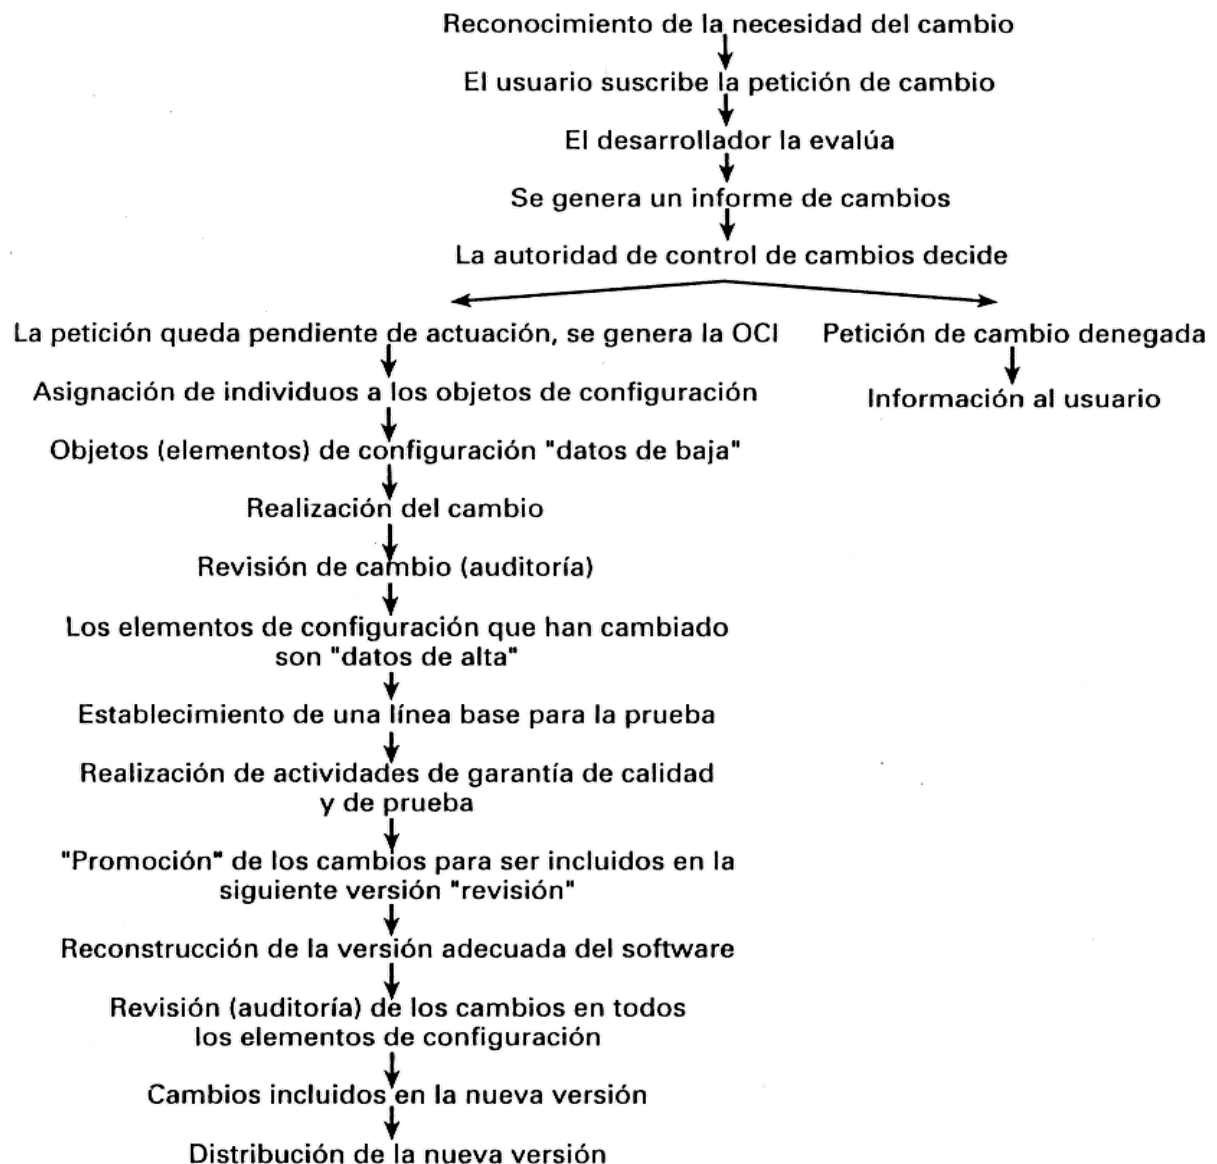 Reconocimiento de la necesidad del cambio
El usuario suscribe la petición de cambio
El desarrollador la evalúa
Se genera un informe de cambios
La autoridad de control de cambios decide
La petición queda pendiente de actuación, se genera la OCI
Petición de cambio denegada
Asignación de individuos a los objetos de configuración
Información al usuario
Objetos (elementos) de configuración "datos de baja"
Realización del cambio
Revisión de cambio (auditoría)
Los elementos de configuración que han cambiado
son "datos de alta"
Establecimiento de una línea base para la prueba
Realización de actividades de garantía de calidad
y de prueba
"Promoción" de los cambios para ser incluidos en la
siguiente versión "revisión"
Reconstrucción de la versión adecuada del software
Revisión (auditoría) de los cambios en todos
los elementos de configuración
Cambios incluidos en la nueva versión
Distribución de la nueva versión